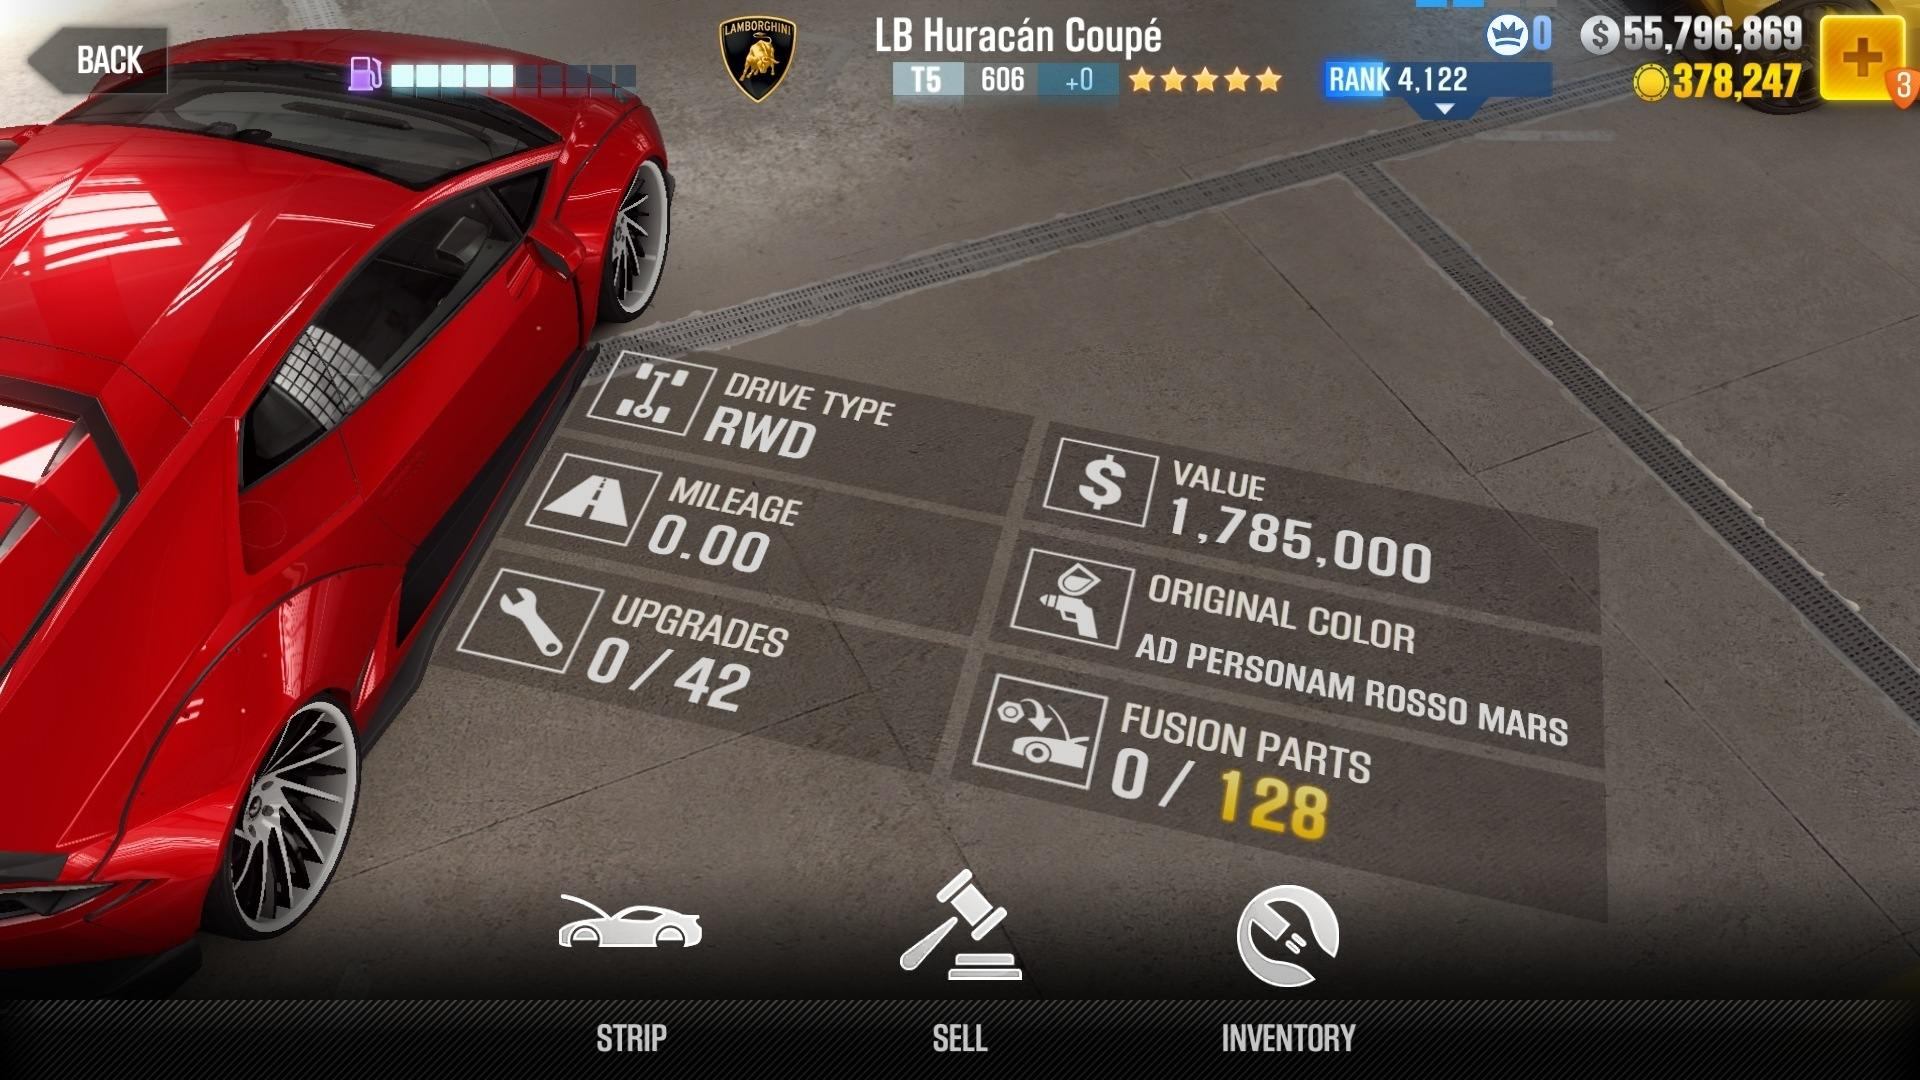 BACK
LAMBORGHINI
LB Huracán Coupé
T5 606 +0
RANK 4,122
0
$ 55,796,869
378,247
3
DRIVE TYPE
RWD
MILEAGE
0.00
UPGRADES
0 / 42
$
VALUE
1,785,000
ORIGINAL COLOR
AD PERSONAM ROSSO MARS
FUSION PARTS
0 / 128
STRIP
SELL
INVENTORY